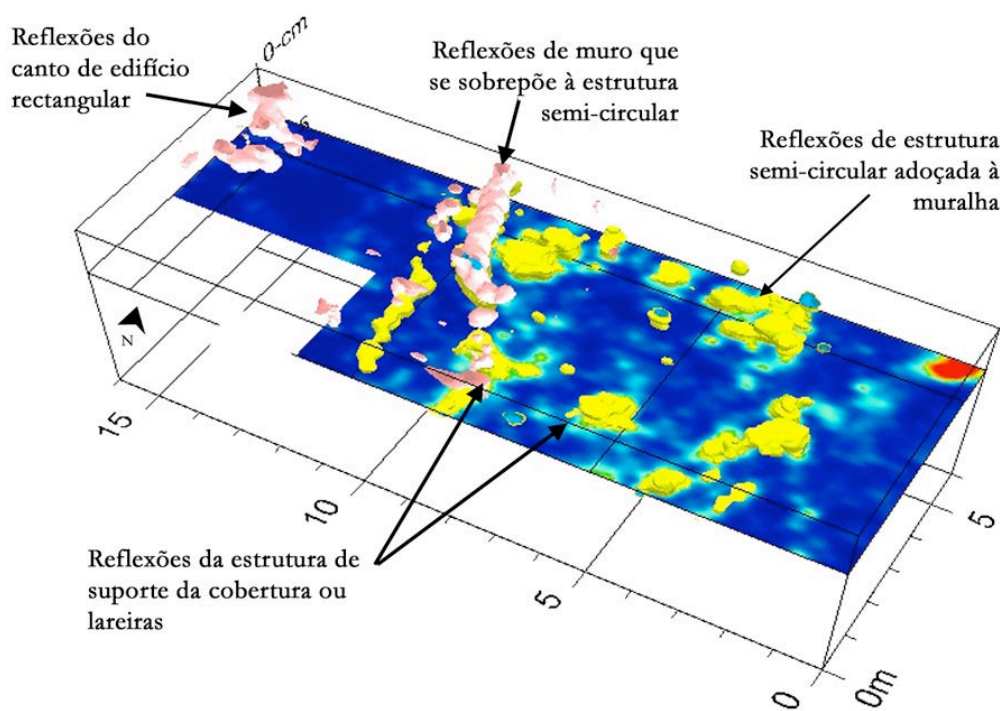 Reflexões do
canto de edifício
rectangular
0-cm
Reflexões de muro que
se sobrepõe à estrutura
semi-circular
Reflexões de estrutura
semi-circular adoçada à
muralha
N
15
10
5
0
0m
5
Reflexões da estrutura de
suporte da cobertura ou
lareiras